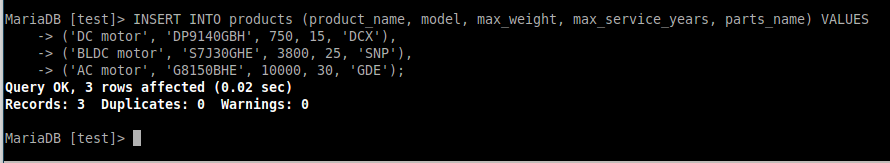 MariaDB [test]> INSERT INTO products (product_name, model, max_weight, max_service_years, parts_name) VALUES
    -> ('DC motor', 'DP9140GBH', 750, 15, 'DCX'),
    -> ('BLDC motor', 'S7J30GHE', 3800, 25, 'SNP'),
    -> ('AC motor', 'G8150BHE', 10000, 30, 'GDE');
Query OK, 3 rows affected (0.02 sec)
Records: 3  Duplicates: 0  Warnings: 0
MariaDB [test]>